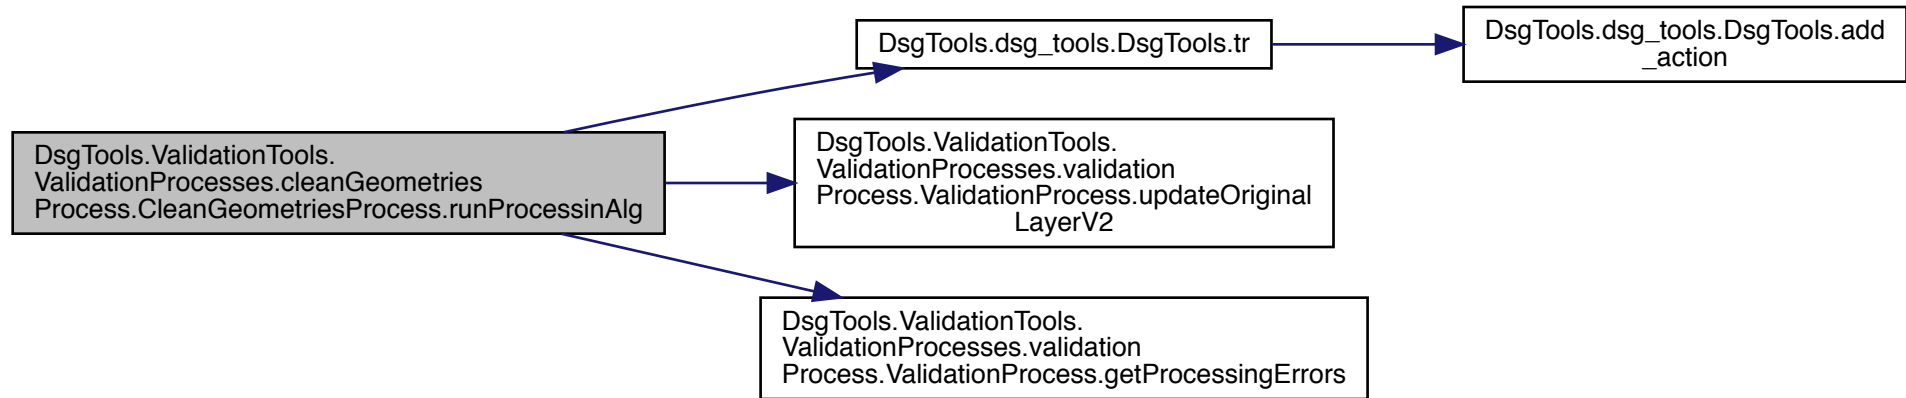 DsgTools.ValidationTools.
ValidationProcesses.cleanGeometries
Process.CleanGeometriesProcess.runProcessinAlg
DsgTools.dsg_tools.DsgTools.tr
DsgTools.dsg_tools.DsgTools.add
_action
DsgTools.ValidationTools.
ValidationProcesses.validation
Process.ValidationProcess.updateOriginal
LayerV2
DsgTools.ValidationTools.
ValidationProcesses.validation
Process.ValidationProcess.getProcessingErrors